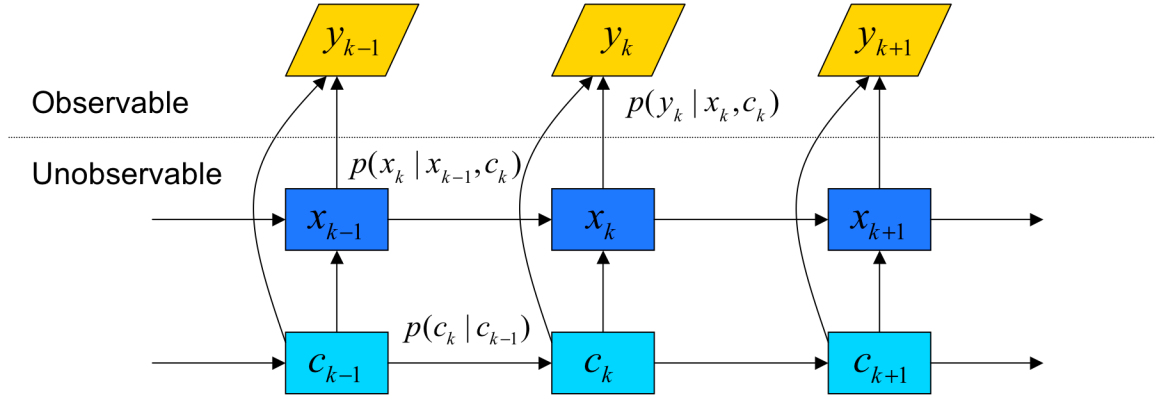 y_{k-1} y_k y_{k+1}
Observable
p(y_k | x_k, c_k)
Unobservable
p(x_k | x_{k-1}, c_k)
x_{k-1} x_k x_{k+1}
p(c_k | c_{k-1})
c_{k-1} c_k c_{k+1}